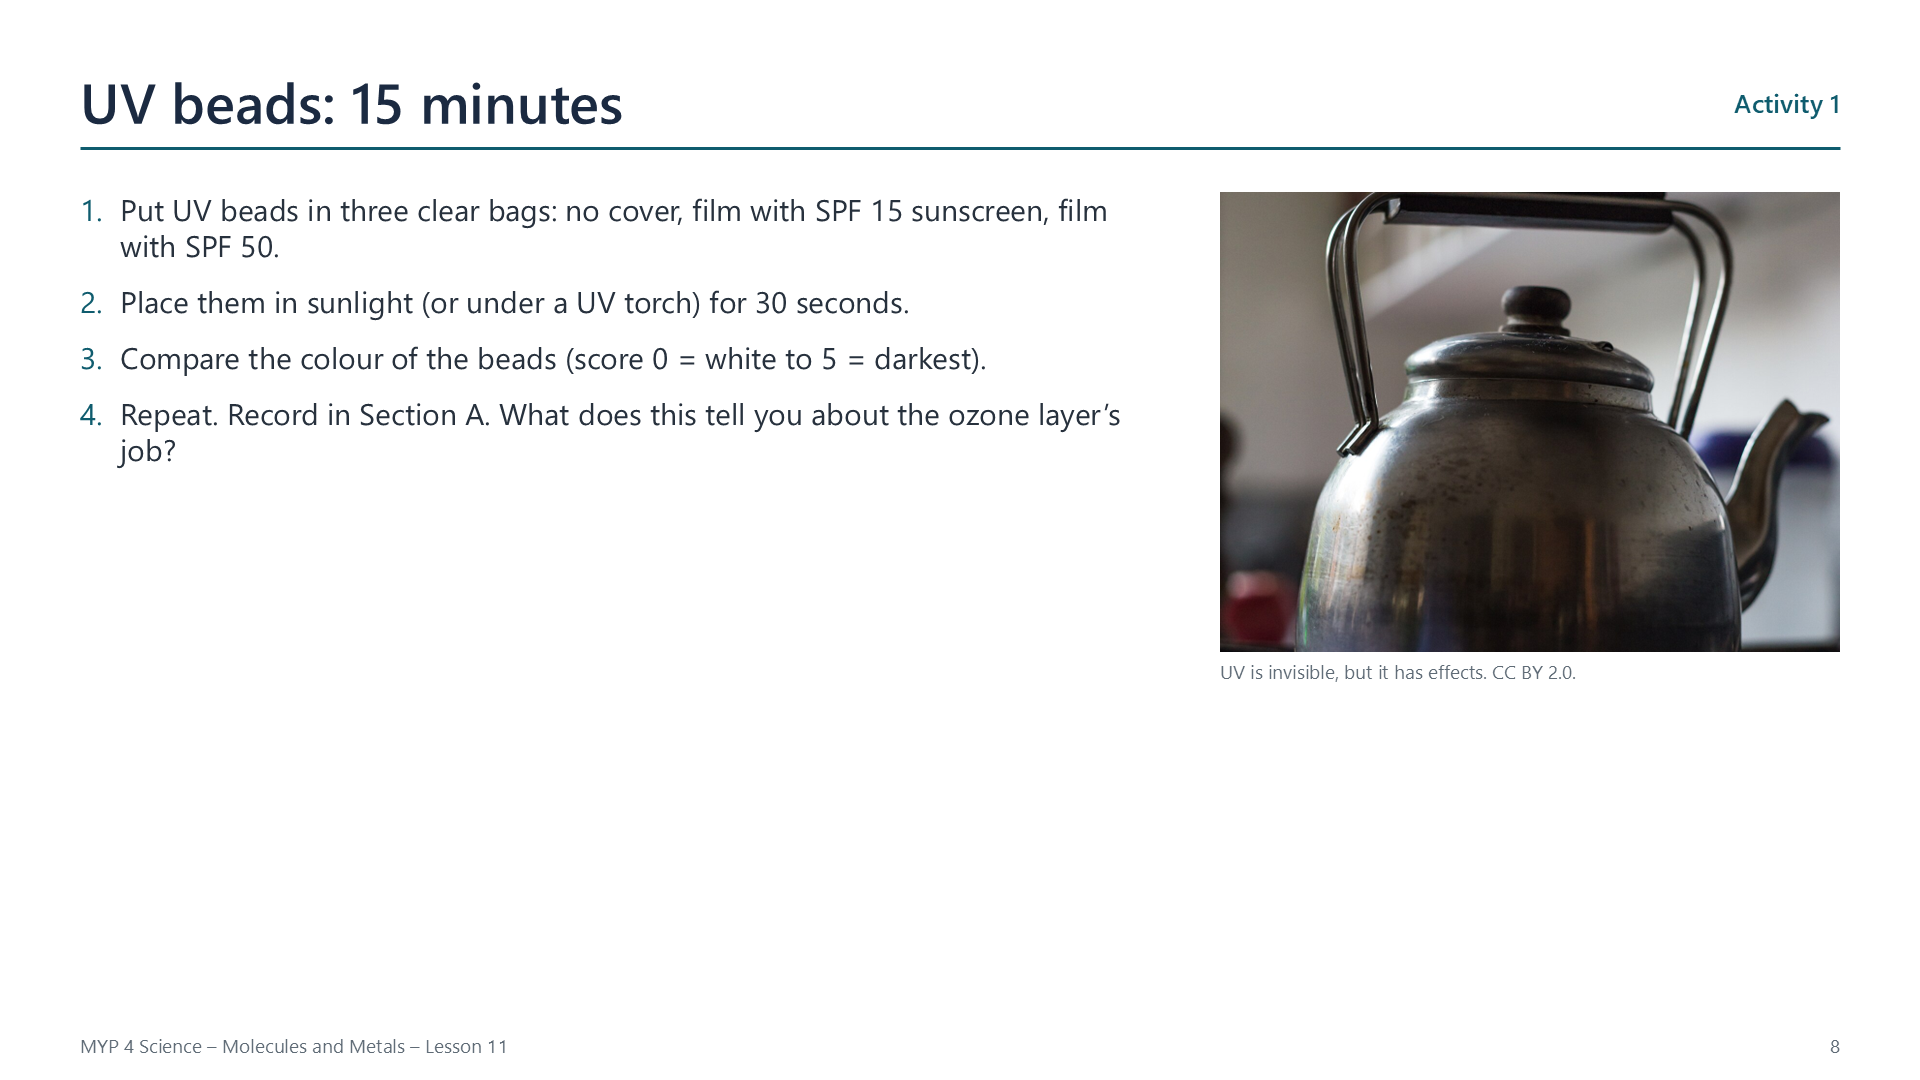 UV beads: 15 minutes
Activity 1
1. Put UV beads in three clear bags: no cover, film with SPF 15 sunscreen, film
with SPF 50.
2. Place them in sunlight (or under a UV torch) for 30 seconds.
3. Compare the colour of the beads (score 0 = white to 5 = darkest).
4. Repeat. Record in Section A. What does this tell you about the ozone layer’s
job?
UV is invisible, but it has effects. CC BY 2.0.
MYP 4 Science – Molecules and Metals – Lesson 11
8